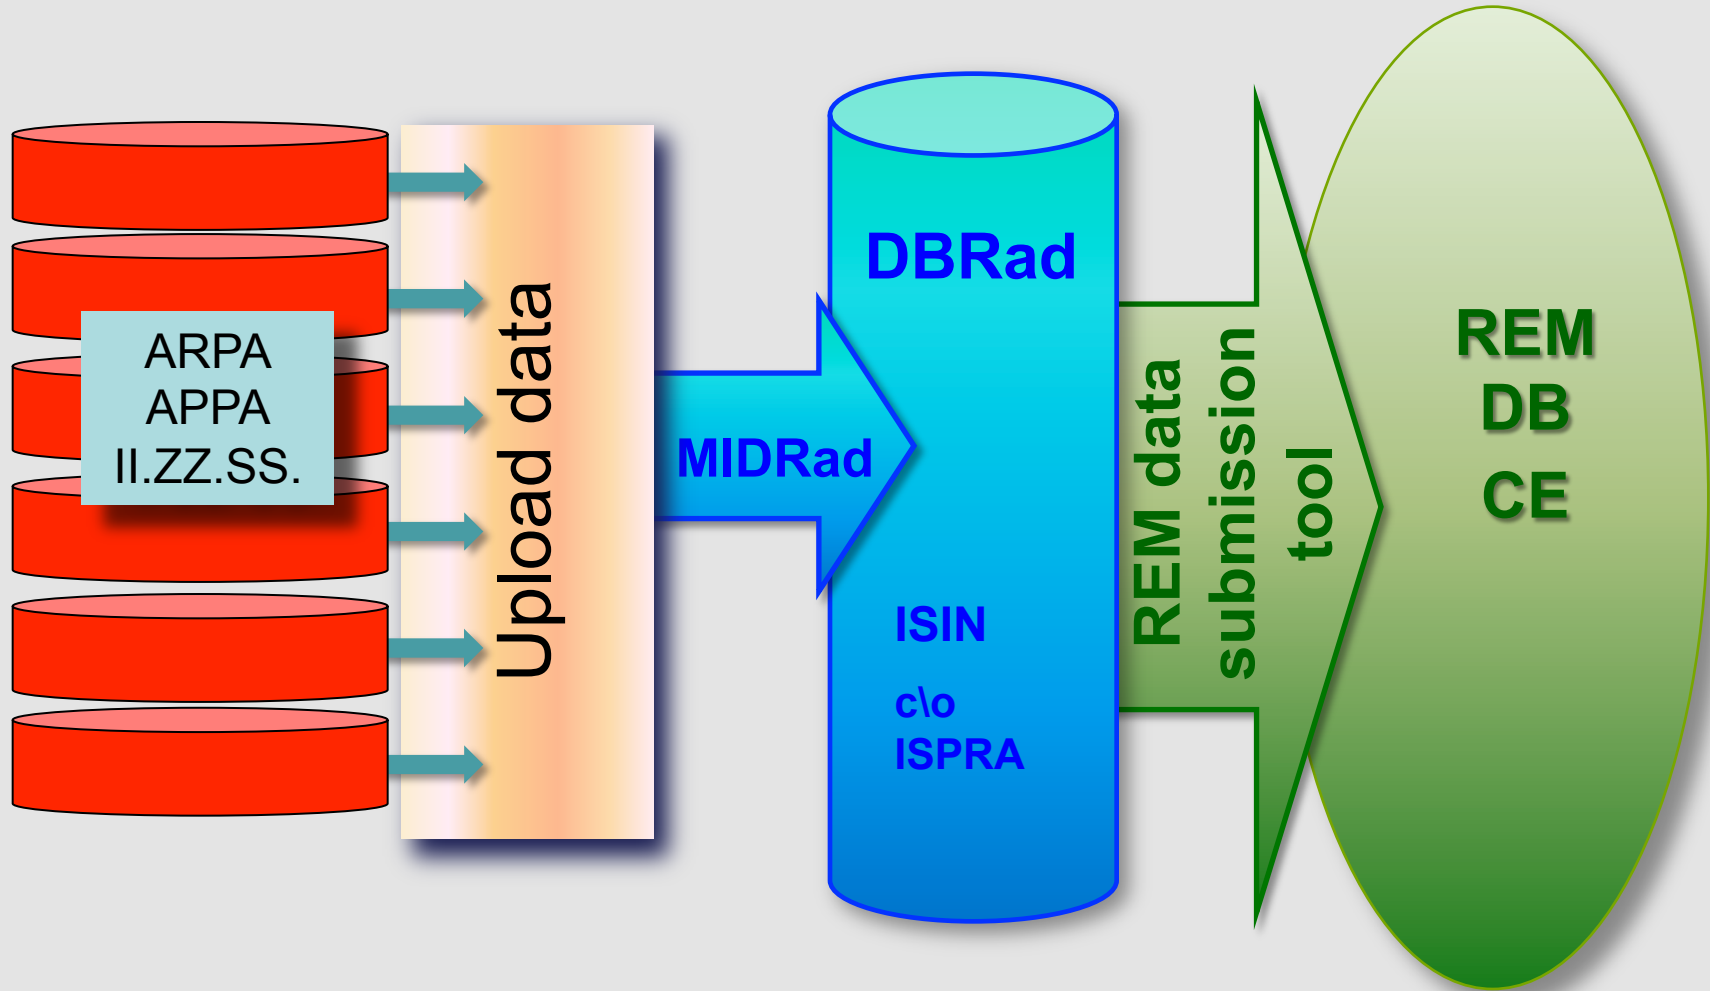 ARPA
APPA
II.ZZ.SS.
Upload data
MIDRad
DBRad
ISIN
c\o
ISPRA
REM data
submission
tool
REM
DB
CE